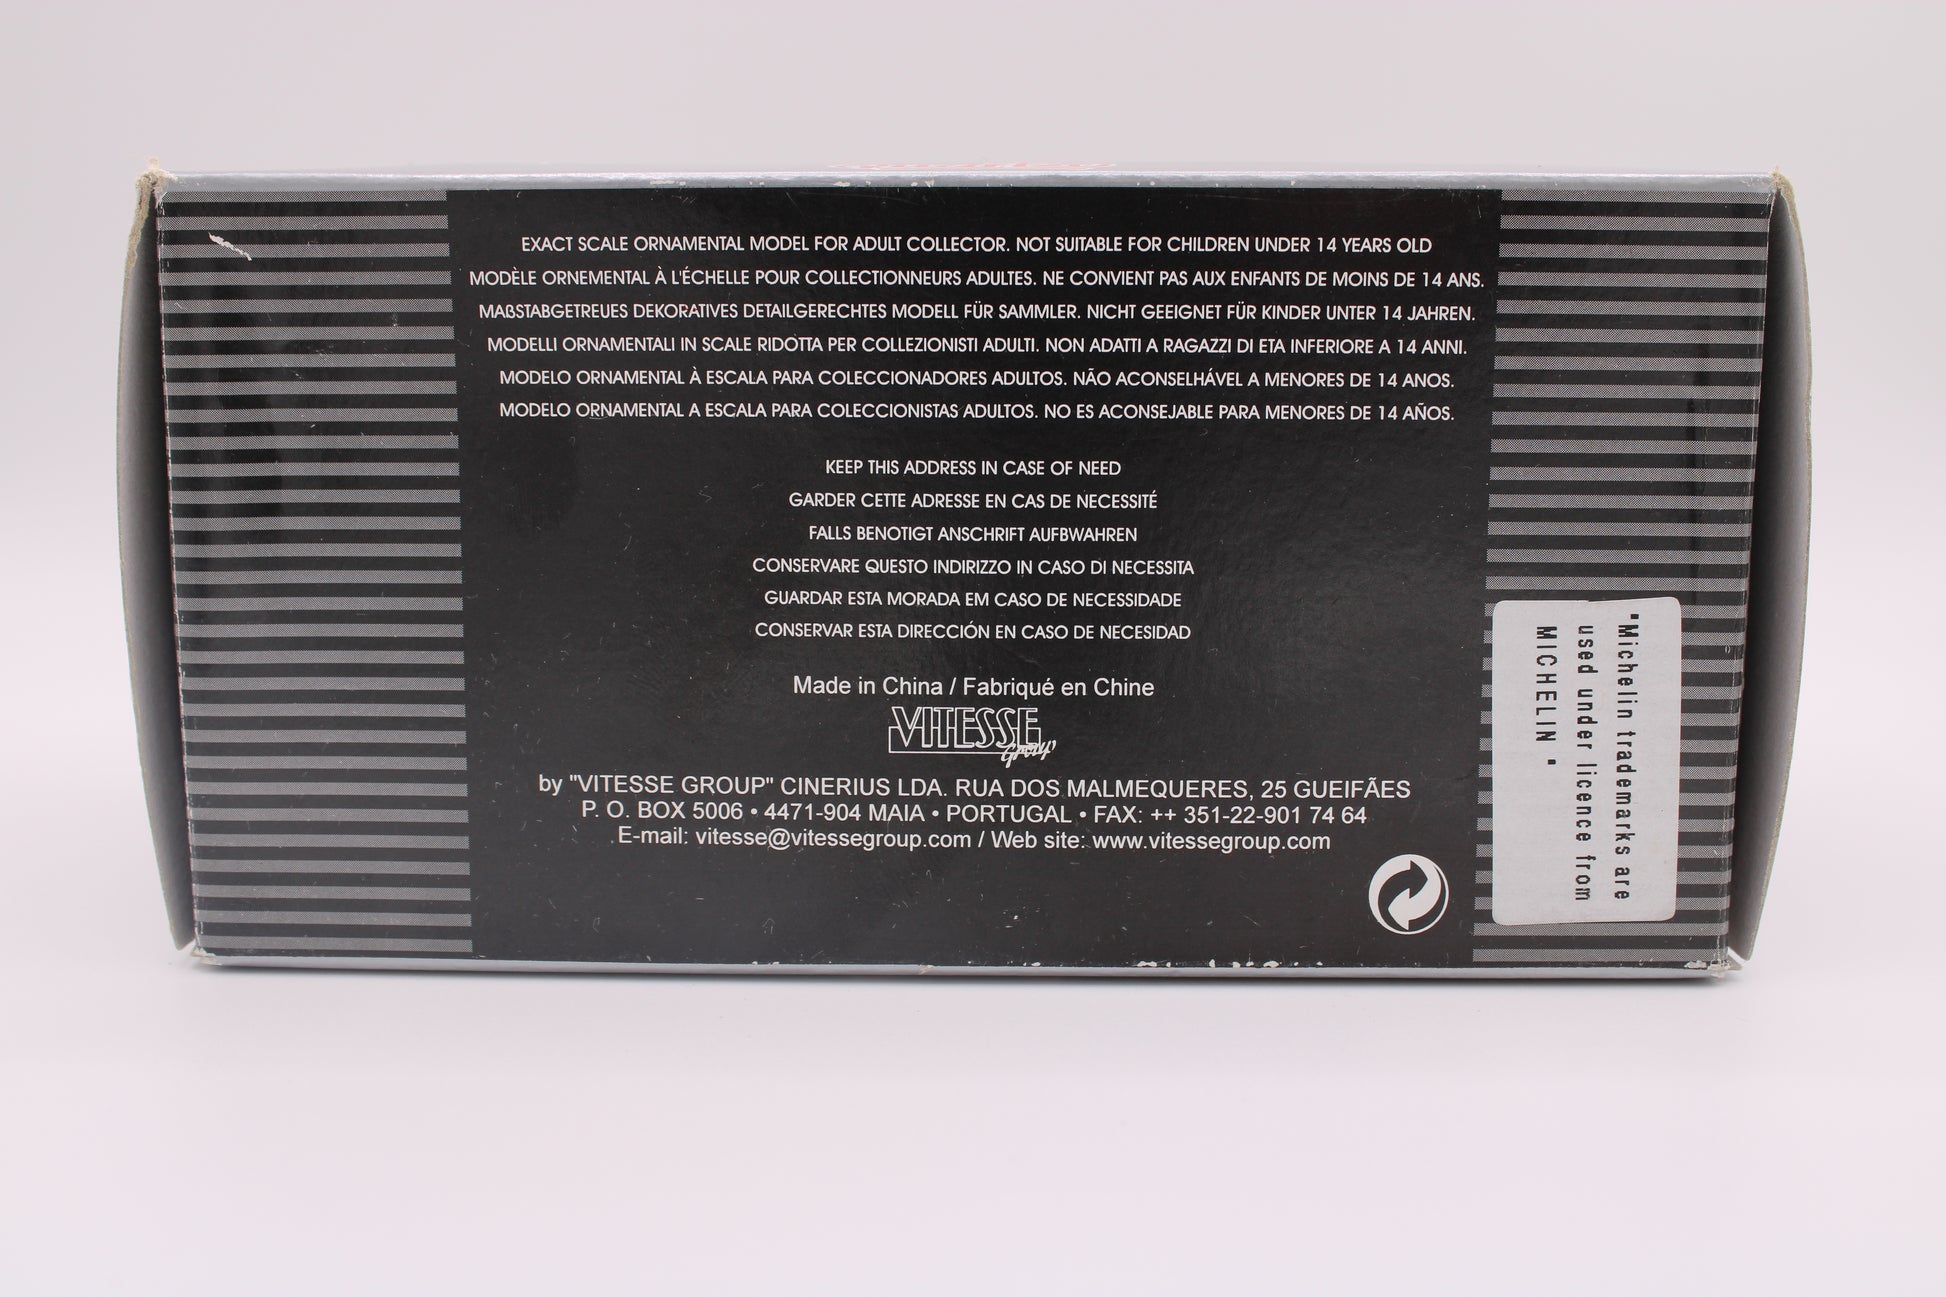 EXACT SCALE ORNAMENTAL MODEL FOR ADULT COLLECTOR. NOT SUITABLE FOR CHILDREN UNDER 14 YEARS OLD
MODÈLE ORNEMENTAL À L'ÉCHELLE POUR COLLECTIONNEURS ADULTES. NE CONVIENT PAS AUX ENFANTS DE MOINS DE 14 ANS.
MAßSTABGETREUES DEKORATIVES DETAILGERECHTES MODELL FÜR SAMMLER. NICHT GEEIGNET FÜR KINDER UNTER 14 JAHREN.
MODELLI ORNAMENTALI IN SCALE RIDOTTA PER COLLEZIONISTI ADULTI. NON ADATTI A RAGAZZI DI ETA INFERIORE A 14 ANNI.
MODELO ORNAMENTAL À ESCALA PARA COLECCIONADORES ADULTOS. NÃO ACONSELHÁVEL A MENORES DE 14 ANOS.
MODELO ORNAMENTAL A ESCALA PARA COLECCIONISTAS ADULTOS. NO ES ACONSEJABLE PARA MENORES DE 14 AÑOS.
KEEP THIS ADDRESS IN CASE OF NEED
GARDER CETTE ADRESSE EN CAS DE NECESSITÉ
FALLS BENOTIGT ANSCHRIFT AUFBWAHREN
CONSERVARE QUESTO INDIRIZZO IN CASO DI NECESSITA
GUARDAR ESTA MORADA EM CASO DE NECESSIDADE
CONSERVAR ESTA DIRECCIÓN EN CASO DE NECESIDAD
Made in China / Fabriqué en Chine
VITESSE
Group
by "VITESSE GROUP" CINERIUS LDA. RUA DOS MALMEQUERES, 25 GUEIFÃES
P. O. BOX 5006 • 4471-904 MAIA • PORTUGAL • FAX: ++ 351-22-901 74 64
E-mail: vitesse@vitessegroup.com / Web site: www.vitessegroup.com
"Michelin trademarks are
used under licence from
MICHELIN "